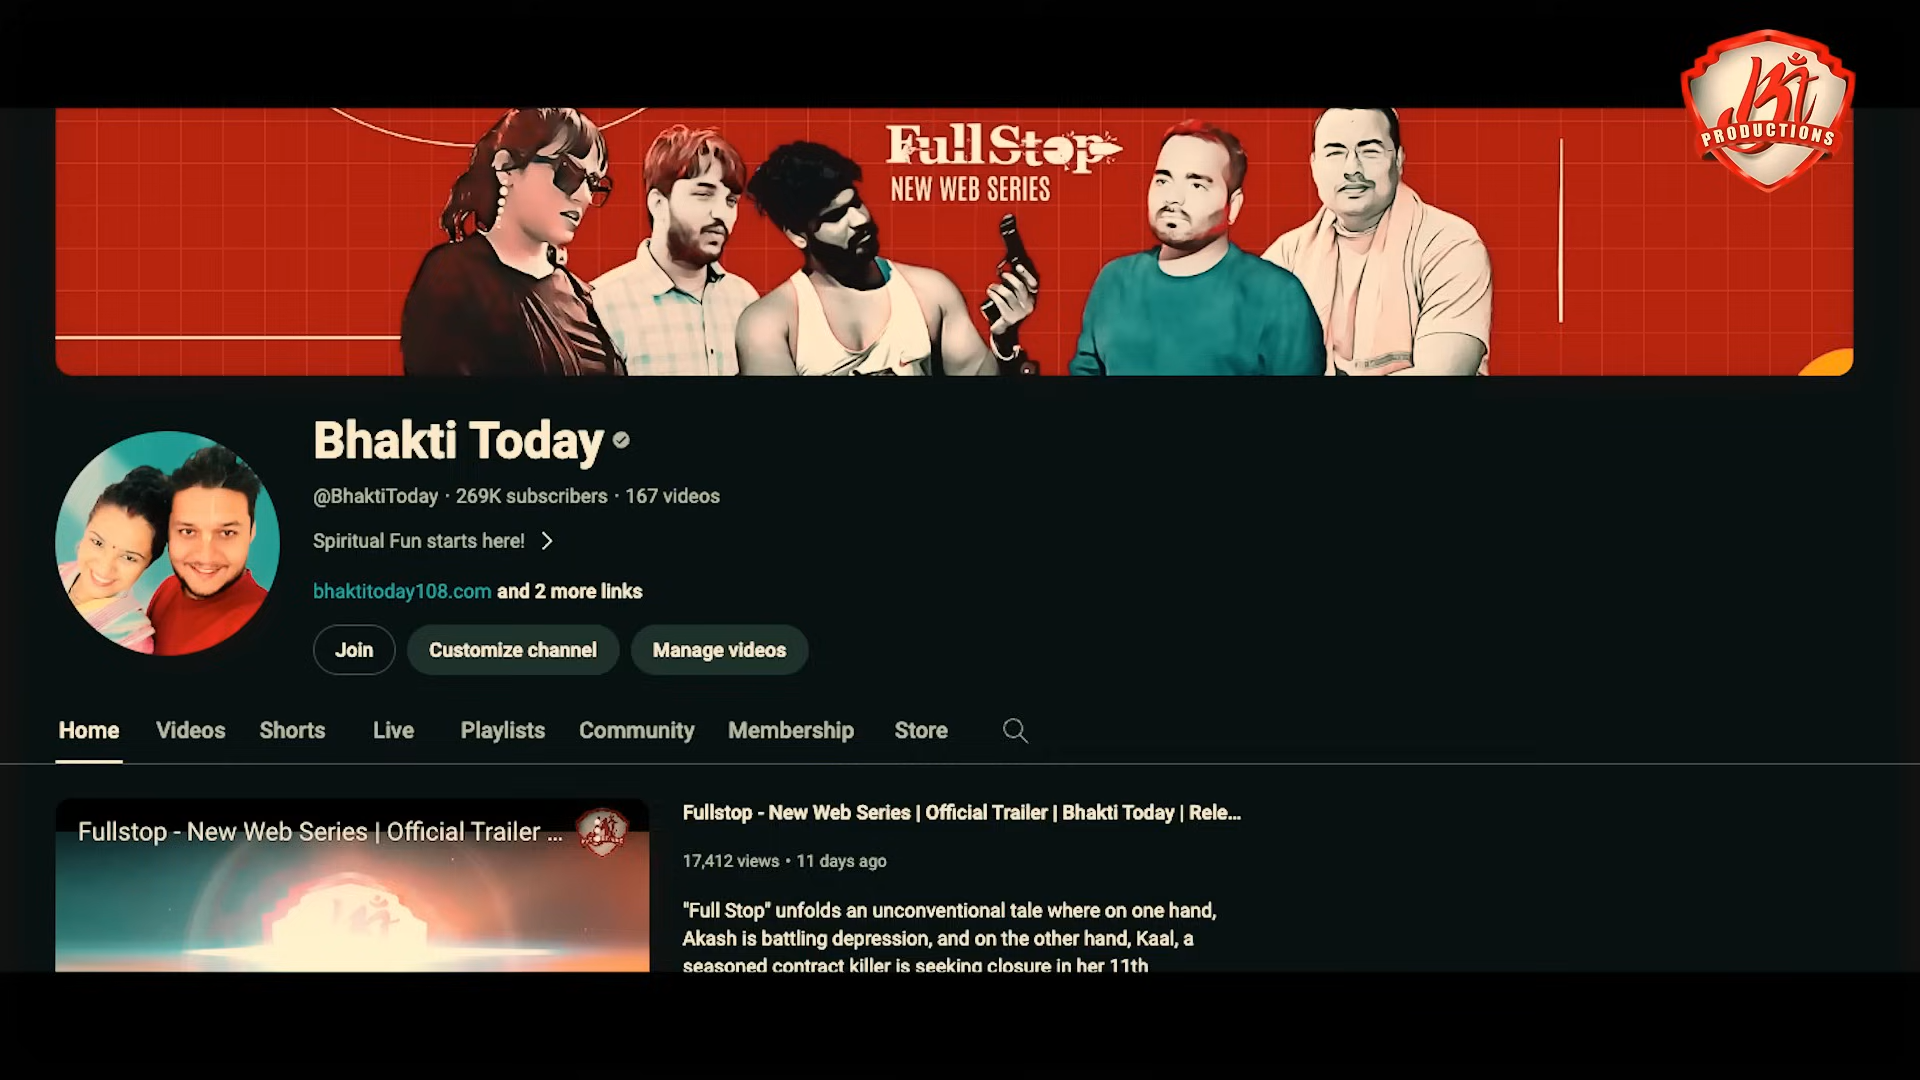 PRODUCTIONS
FullStop
NEW WEB SERIES
Bhakti Today
@BhaktiToday · 269K subscribers · 167 videos
Spiritual Fun starts here!
bhaktitoday108.com and 2 more links
Join
Customize channel
Manage videos
Home
Videos
Shorts
Live
Playlists
Community
Membership
Store
Fullstop - New Web Series | Official Trailer ...
Fullstop - New Web Series | Official Trailer | Bhakti Today | Rele...
17,412 views • 11 days ago
"Full Stop" unfolds an unconventional tale where on one hand,
Akash is battling depression, and on the other hand, Kaal, a
seasoned contract killer is seeking closure in her 11th